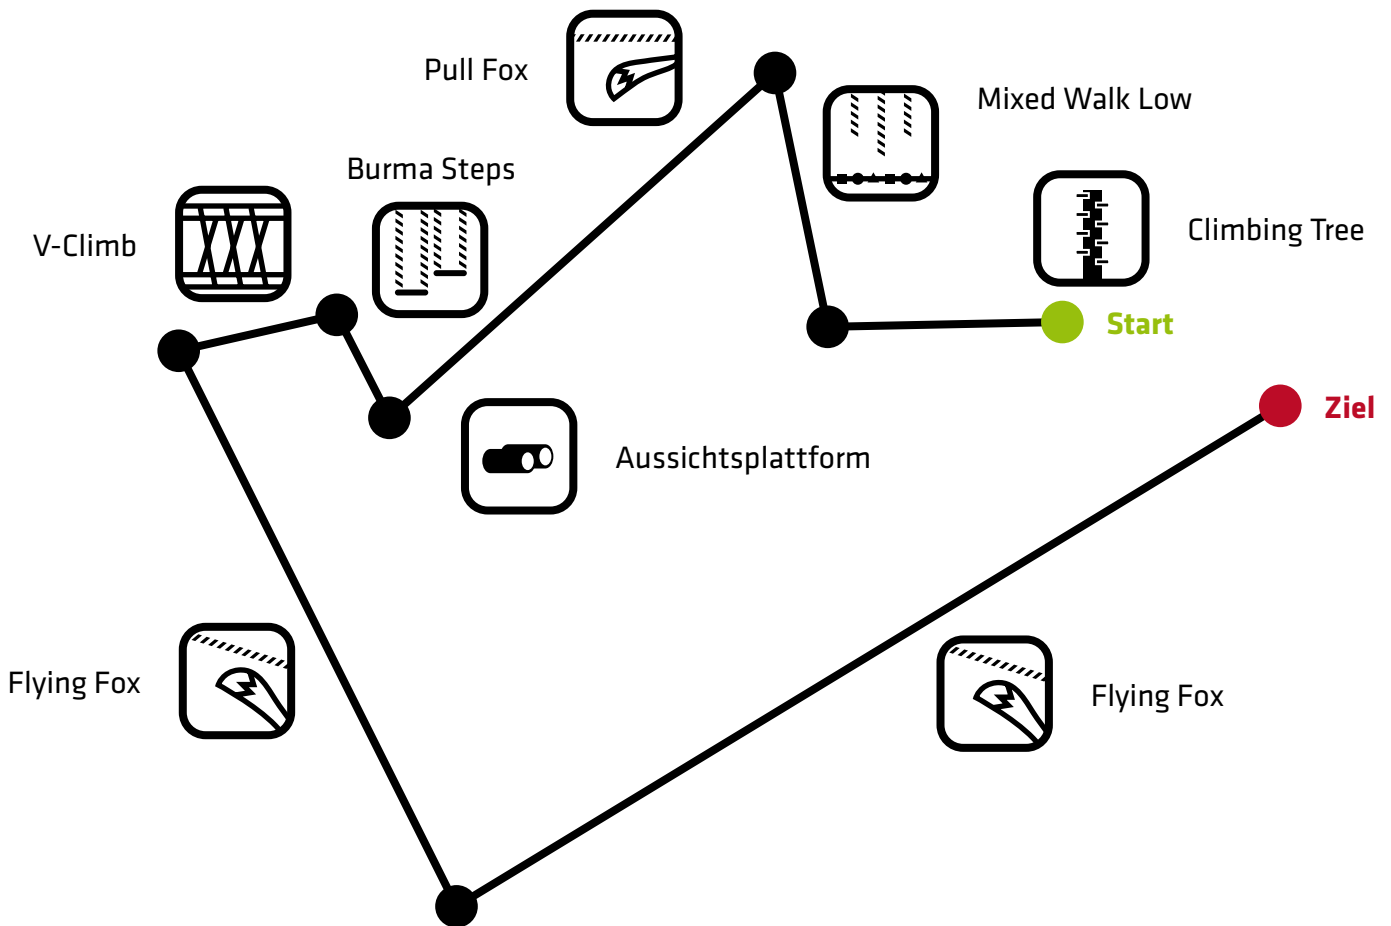 Pull Fox
Mixed Walk Low
Burma Steps
V-Climb
Climbing Tree
Start
Ziel
Aussichtsplattform
Flying Fox
Flying Fox